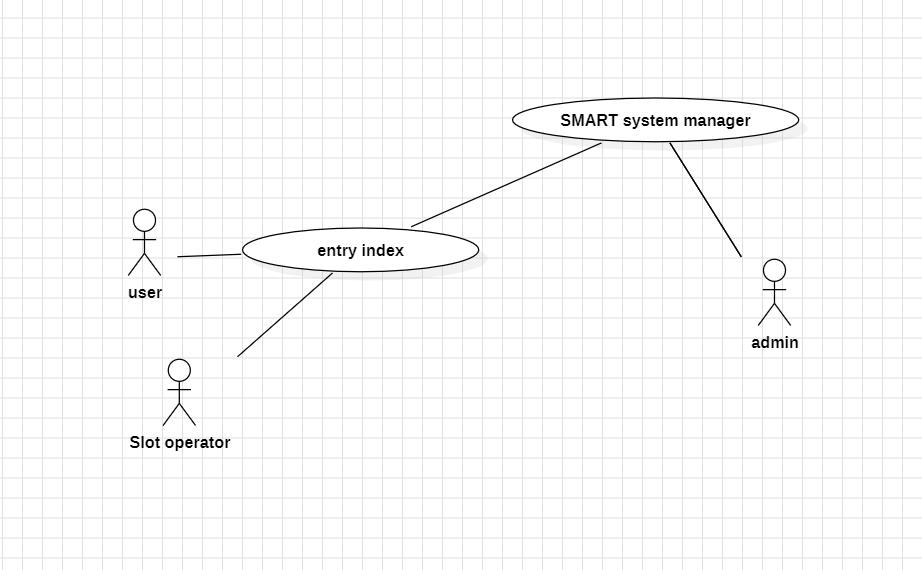 SMART system manager
entry index
user
admin
Slot operator